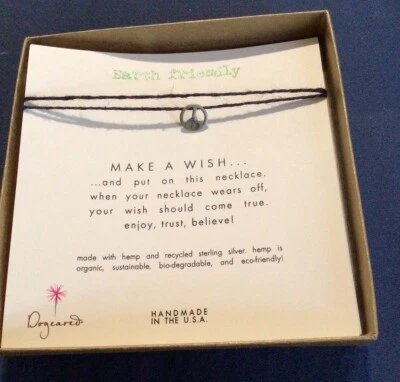 Earth friendly
MAKE A WISH...
...and put on this necklace.
when your necklace wears off,
your wish should come true.
enjoy, trust, believe!
made with hemp and recycled sterling silver. hemp is
organic, sustainable, bio-degradable, and eco-friendly!
Dogeared
HANDMADE
IN THE U.S.A.